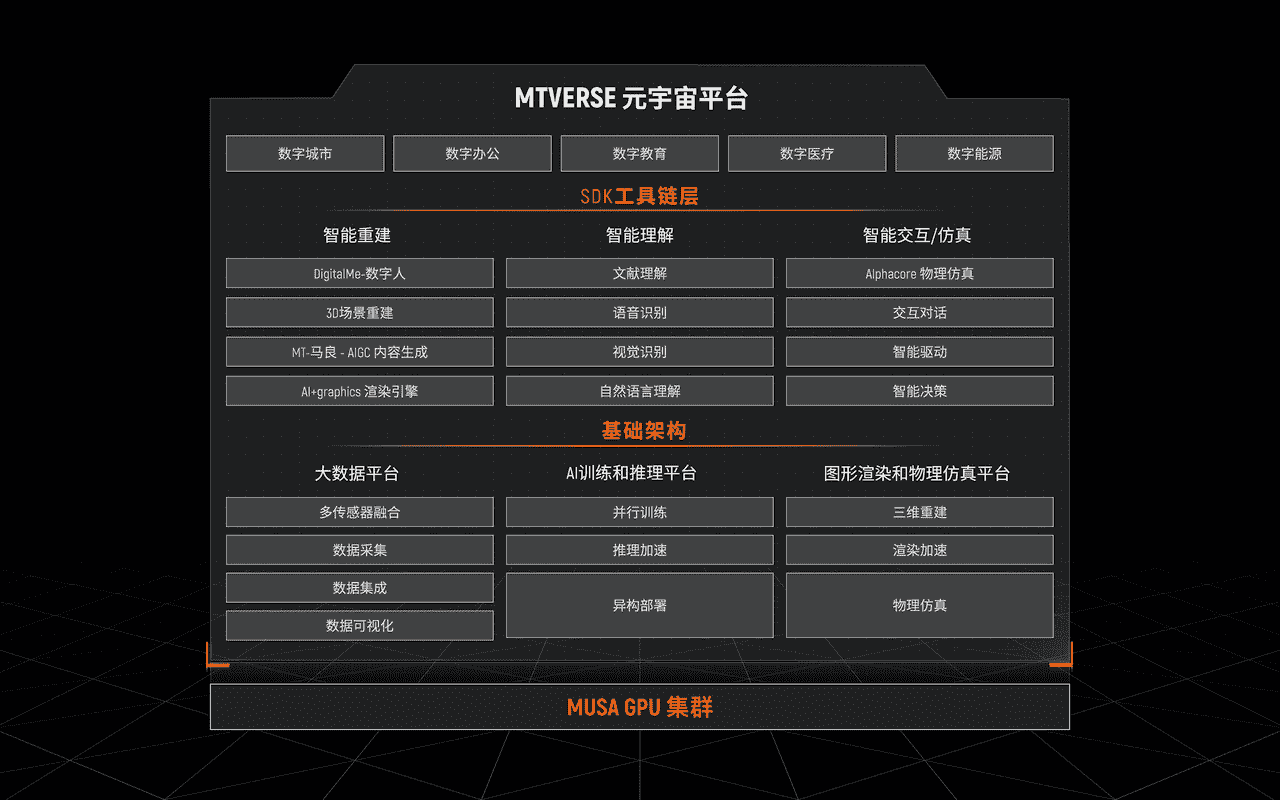 MTVERSE 元宇宙平台
数字城市 数字办公 数字教育 数字医疗 数字能源
SDK工具链层
智能重建 智能理解 智能交互/仿真
DigitalMe-数字人 文献理解 Alphacore 物理仿真
3D场景重建 语音识别 交互对话
MT-马良 - AIGC 内容生成 视觉识别 智能驱动
AI+graphics 渲染引擎 自然语言理解 智能决策
基础架构
大数据平台 AI训练和推理平台 图形渲染和物理仿真平台
多传感器融合 并行训练 三维重建
数据采集 推理加速 渲染加速
数据集成 异构部署 物理仿真
数据可视化
MUSA GPU 集群